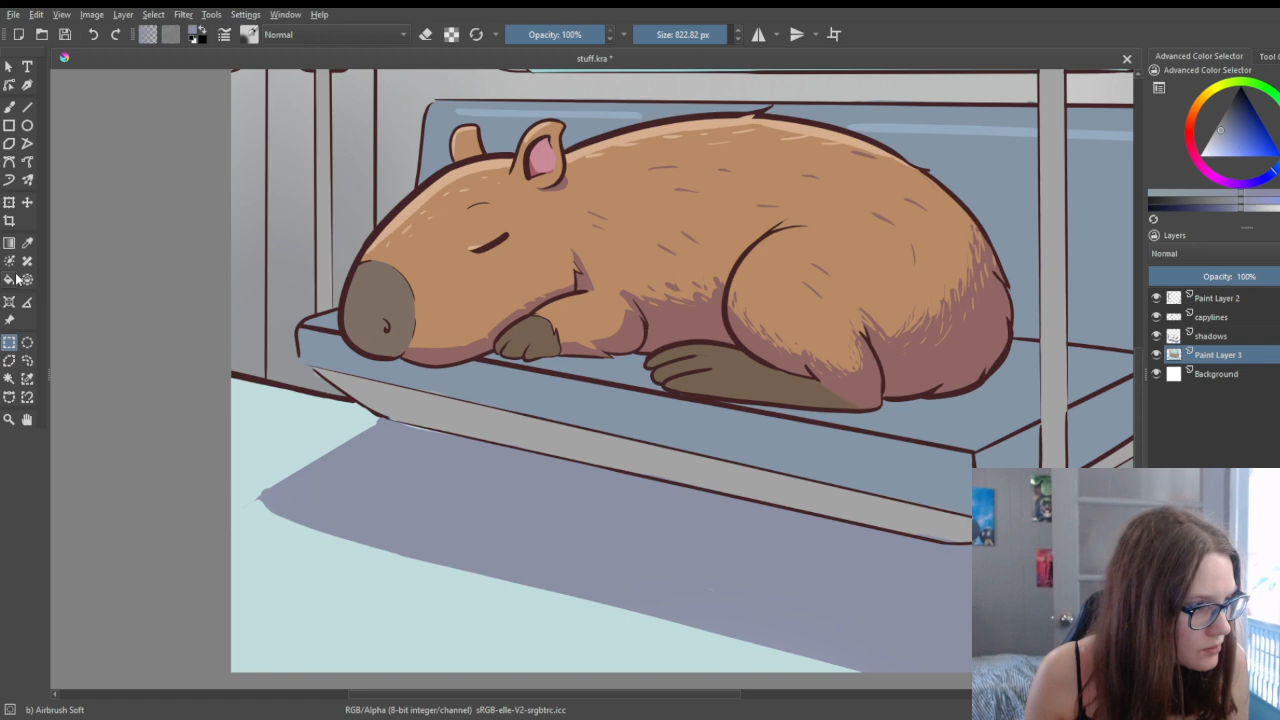 File Edit View Image Layer Select Filter Tools Settings Window Help
Normal
Opacity: 100%
Size: 822.82 px
stuff.kra *
Advanced Color Selector
Tool
Advanced Color Selector
Layers
Normal
Opacity: 100%
Paint Layer 2
capylines
shadows
Paint Layer 3
Background
b) Airbrush Soft
RGB/Alpha (8-bit integer/channel) sRGB-elle-V2-srgbtrc.icc